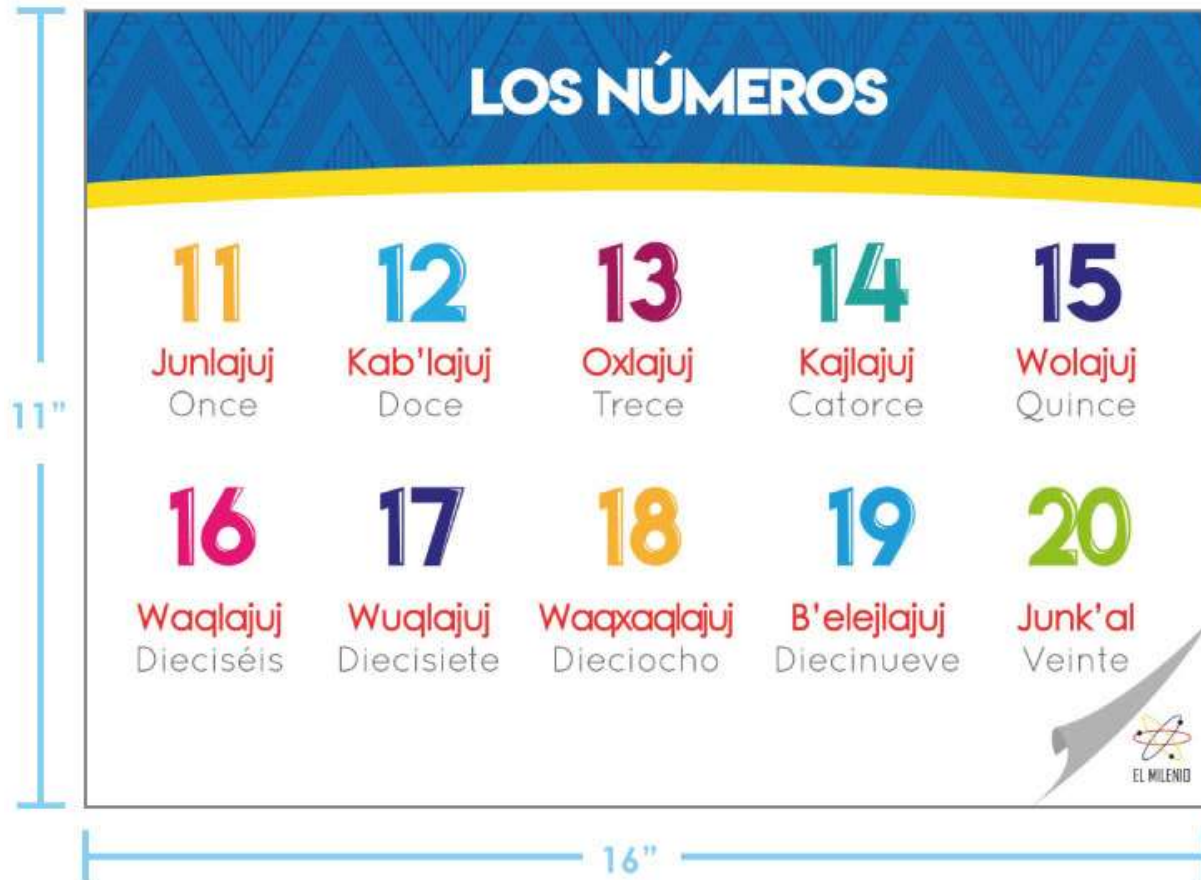 LOS NÚMEROS
11 12 13 14 15
Junlajuj Kab'lajuj Oxlajuj Kajlajuj Wolajuj
Once Doce Trece Catorce Quince
11”
16 17 18 19 20
Waqlajuj Wuqlajuj Waqxaqlajuj B'elejlajuj Junk'al
Dieciséis Diecisiete Dieciocho Diecinueve Veinte
EL MILENIO
16”